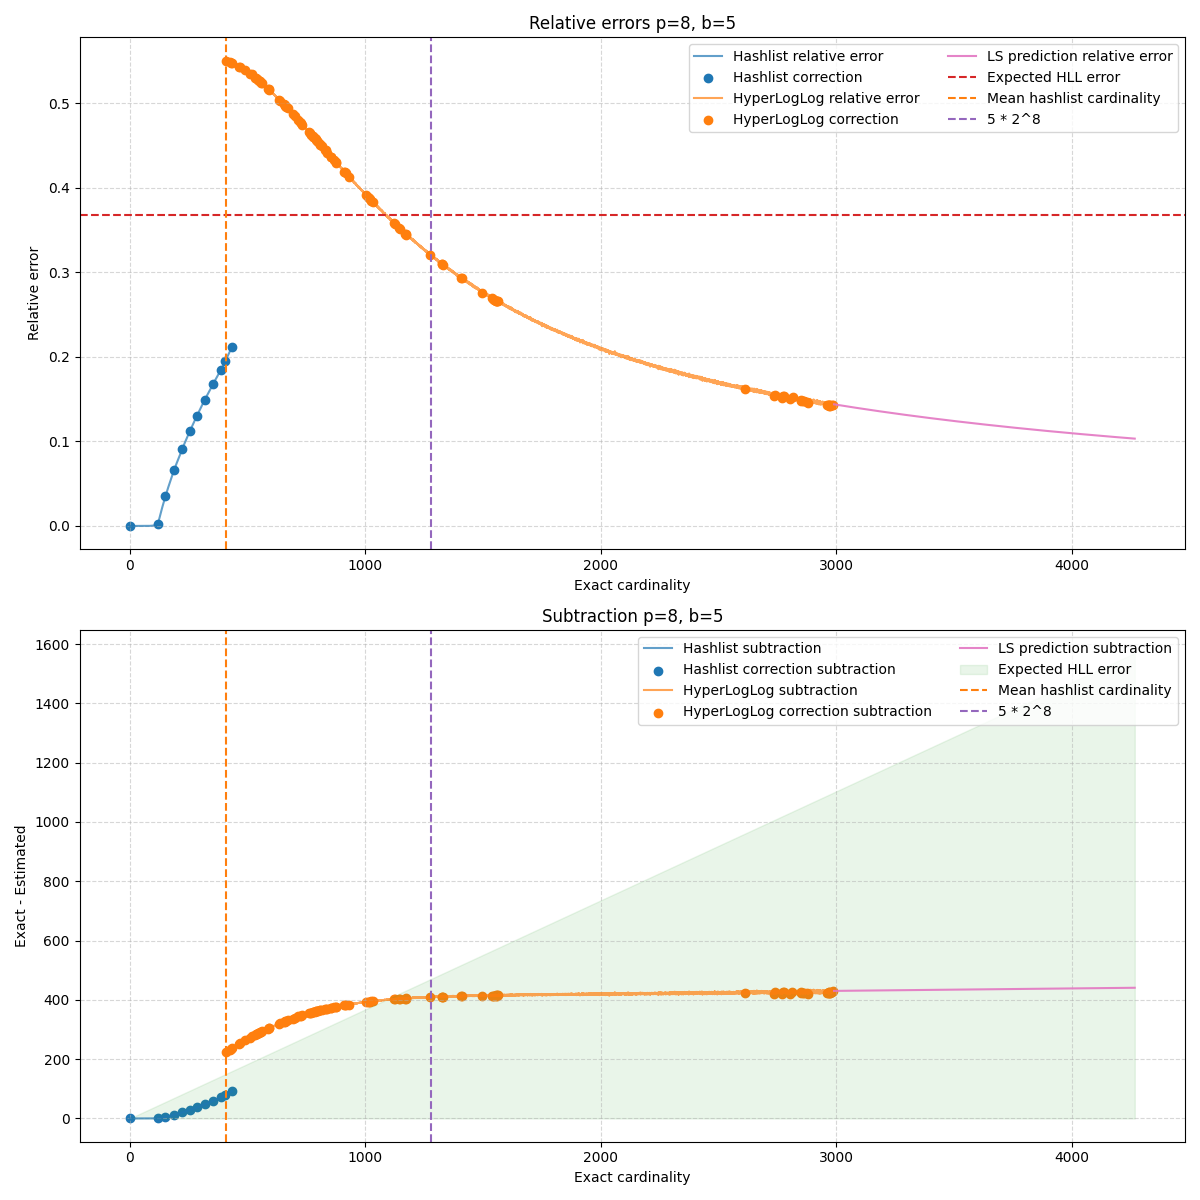 Relative errors p=8, b=5
Relative error
0.5
0.4
0.3
0.2
0.1
0.0
Hashlist relative error
Hashlist correction
HyperLogLog relative error
HyperLogLog correction
LS prediction relative error
Expected HLL error
Mean hashlist cardinality
5 * 2^8
0 1000 2000 3000 4000
Exact cardinality
Subtraction p=8, b=5
Exact - Estimated
1600
1400
1200
1000
800
600
400
200
0
Hashlist subtraction
Hashlist correction subtraction
HyperLogLog subtraction
HyperLogLog correction subtraction
LS prediction subtraction
Expected HLL error
Mean hashlist cardinality
5 * 2^8
0 1000 2000 3000 4000
Exact cardinality